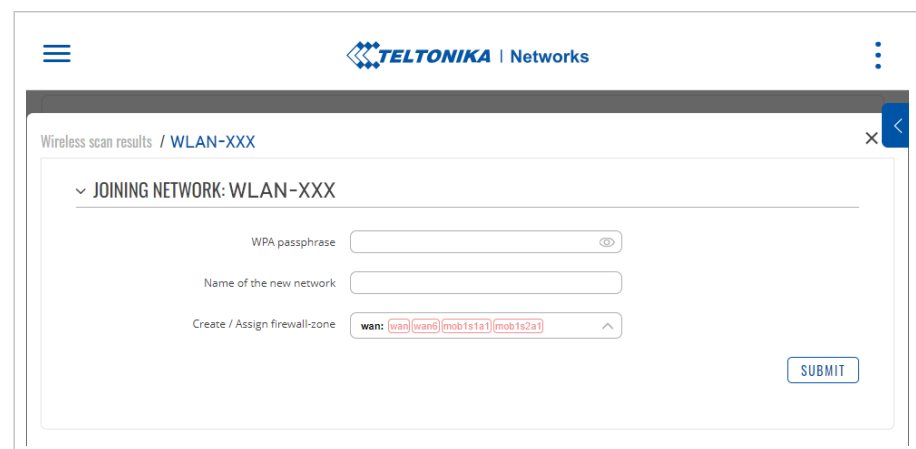 TELTONIKA | Networks
Wireless scan results / WLAN-XXX
JOINING NETWORK: WLAN-XXX
WPA passphrase
Name of the new network
Create / Assign firewall-zone wan: wan wan6 mob1s1a1 mob1s2a1
SUBMIT